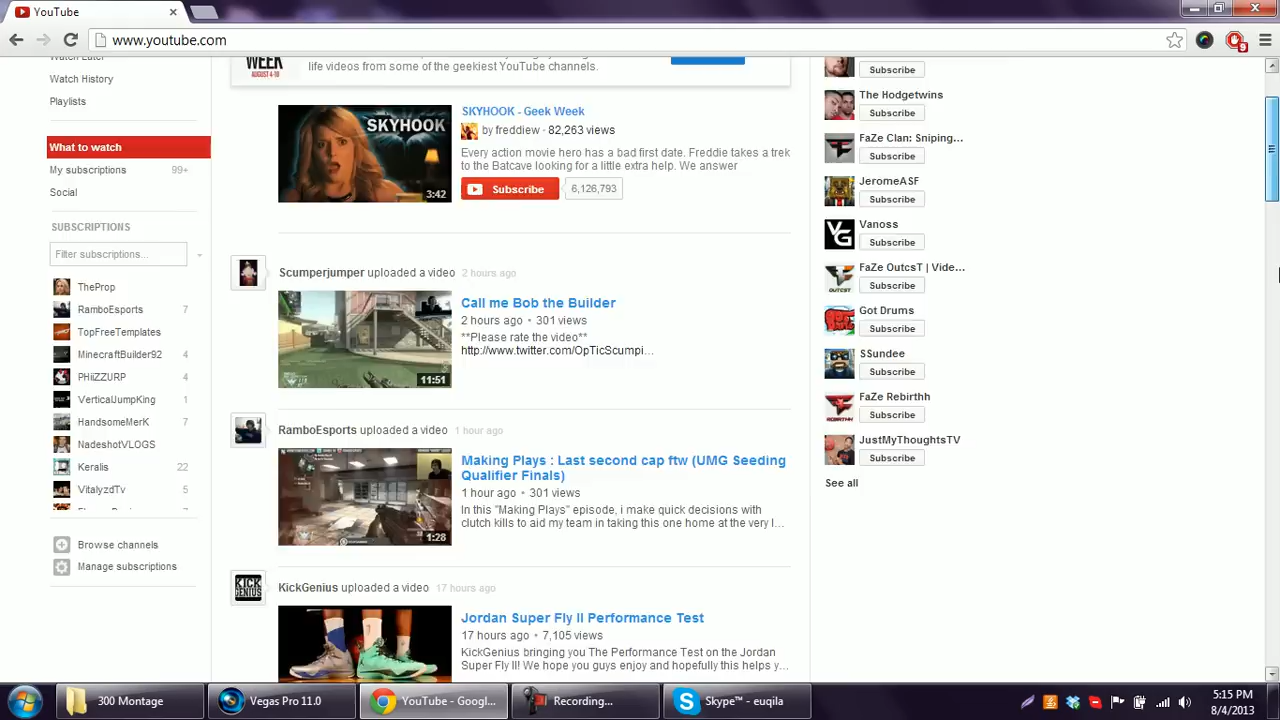 YouTube
www.youtube.com
9
Watch Later
Watch History
Playlists
What to watch
My subscriptions 99+
Social
SUBSCRIPTIONS
Filter subscriptions...
TheProp
RamboEsports 7
TopFreeTemplates
MinecraftBuilder92 4
PHiiZZURP 4
VerticalJumpKing 1
HandsomeMerk 7
NadeshotVLOGS
Keralis 22
VitalyzdTv 5
Browse channels
Manage subscriptions
WEEK
AUGUST 4-10
life videos from some of the geekiest YouTube channels.
SKYHOOK
3:42
SKYHOOK - Geek Week
by freddiew · 82,263 views
Every action movie hero has a bad first date. Freddie takes a trek
to the Batcave looking for a little extra help. We answer
Subscribe 6,126,793
Scumperjumper uploaded a video 2 hours ago
11:51
Call me Bob the Builder
2 hours ago • 301 views
**Please rate the video**
http://www.twitter.com/OpTicScumpi...
RamboEsports uploaded a video 1 hour ago
1:28
Making Plays : Last second cap ftw (UMG Seeding
Qualifier Finals)
1 hour ago • 301 views
In this "Making Plays" episode, i make quick decisions with
clutch kills to aid my team in taking this one home at the very l...
KICK
GENIUS
KickGenius uploaded a video 17 hours ago
Jordan Super Fly II Performance Test
17 hours ago • 7,105 views
KickGenius bringing you The Performance Test on the Jordan
Super Fly II! We hope you guys enjoy and hopefully this helps y...
Subscribe
The Hodgetwins
Subscribe
FaZe Clan: Sniping...
Subscribe
JeromeASF
Subscribe
VG
Vanoss
Subscribe
FaZe OutcsT | Vide...
Subscribe
Got Drums
Subscribe
SSundee
Subscribe
FaZe Rebirthh
Subscribe
JustMyThoughtsTV
Subscribe
See all
300 Montage
Vegas Pro 11.0
YouTube - Googl...
Recording...
Skype™ - euqila
5:15 PM
8/4/2013